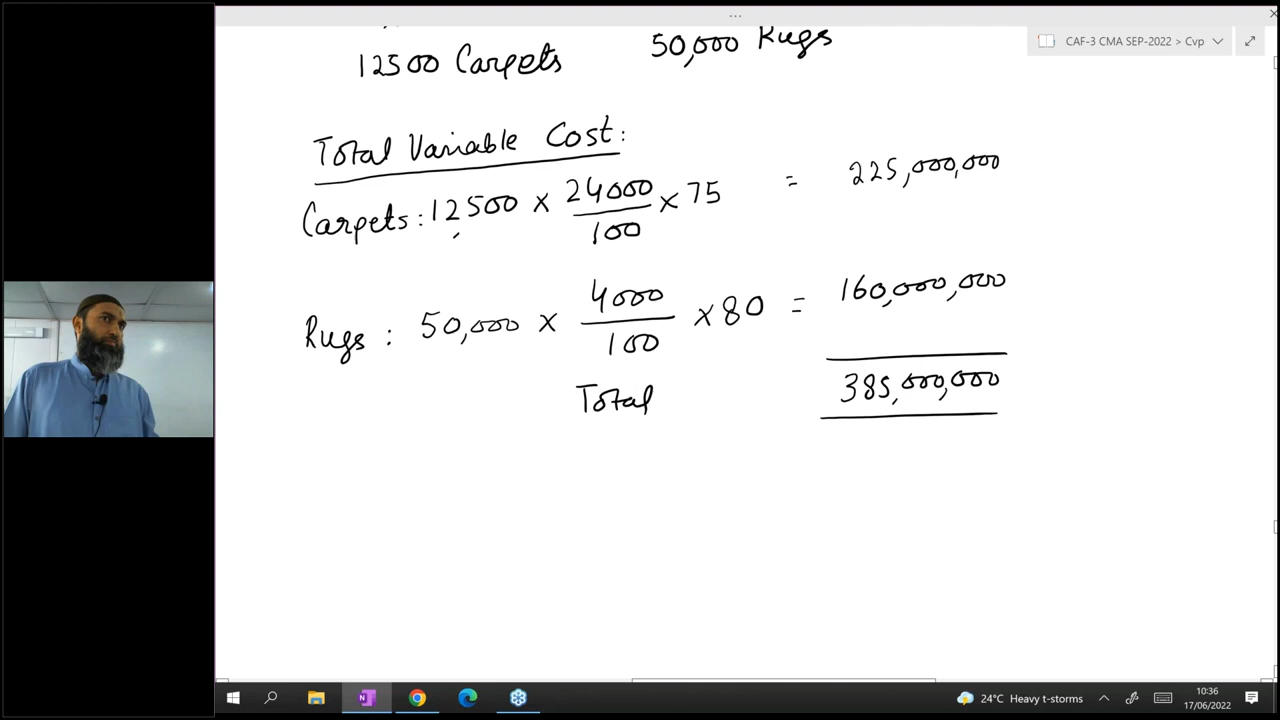 CAF-3 CMA SEP-2022 > Cvp
12500 Carpets 50,000 Rugs
Total Variable Cost:
Carpets: 12500 × 24000/100 × 75 = 225,000,000
Rugs: 50,000 × 4000/100 × 80 = 160,000,000
Total 385,000,000
24°C Heavy t-storms 10:36
17/06/2022